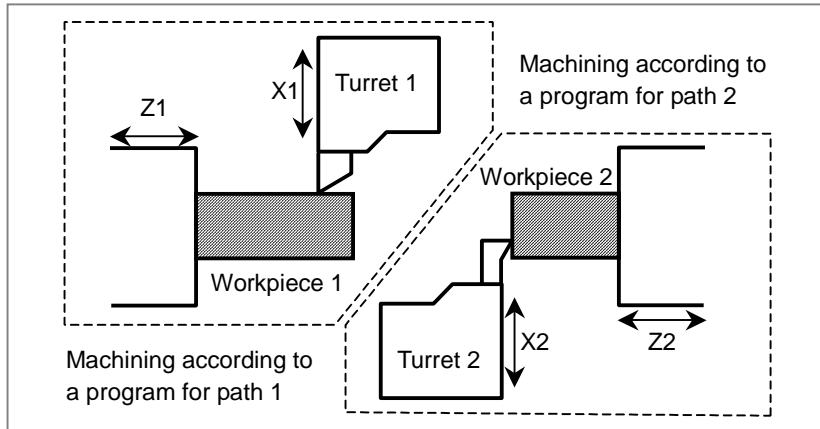 X1
Turret 1
Z1
Workpiece 1
Machining according to
a program for path 1
Machining according to
a program for path 2
Workpiece 2
Turret 2
X2
Z2